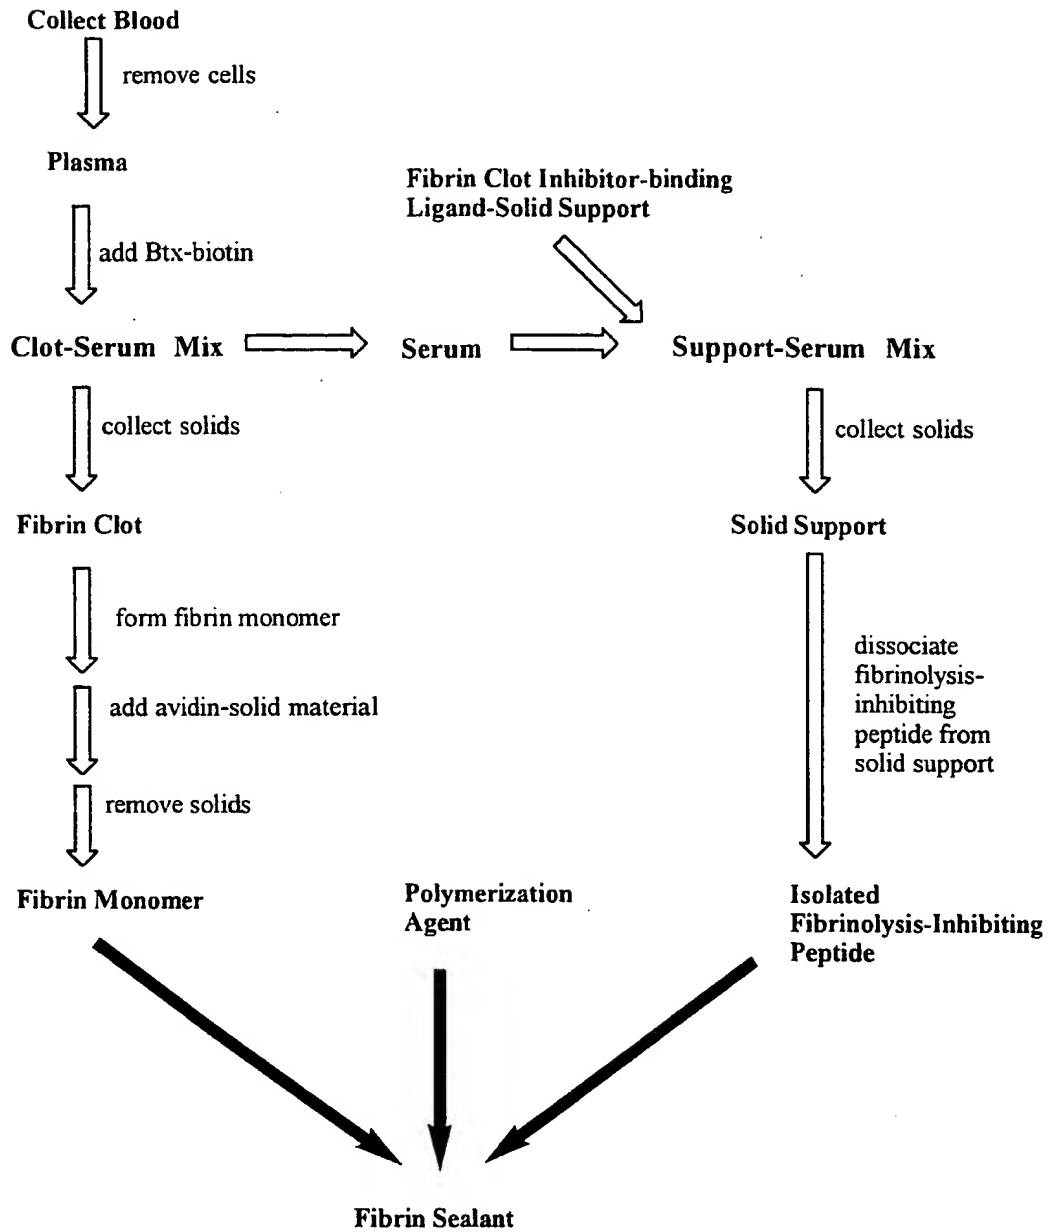 Collect Blood
remove cells
Plasma
Fibrin Clot Inhibitor-binding
Ligand-Solid Support
add Btx-biotin
Clot-Serum Mix
Serum
Support-Serum Mix
collect solids
collect solids
Fibrin Clot
Solid Support
form fibrin monomer
dissociate
fibrinolysis-
inhibiting
peptide from
solid support
add avidin-solid material
remove solids
Fibrin Monomer
Polymerization
Agent
Isolated
Fibrinolysis-Inhibiting
Peptide
Fibrin Sealant